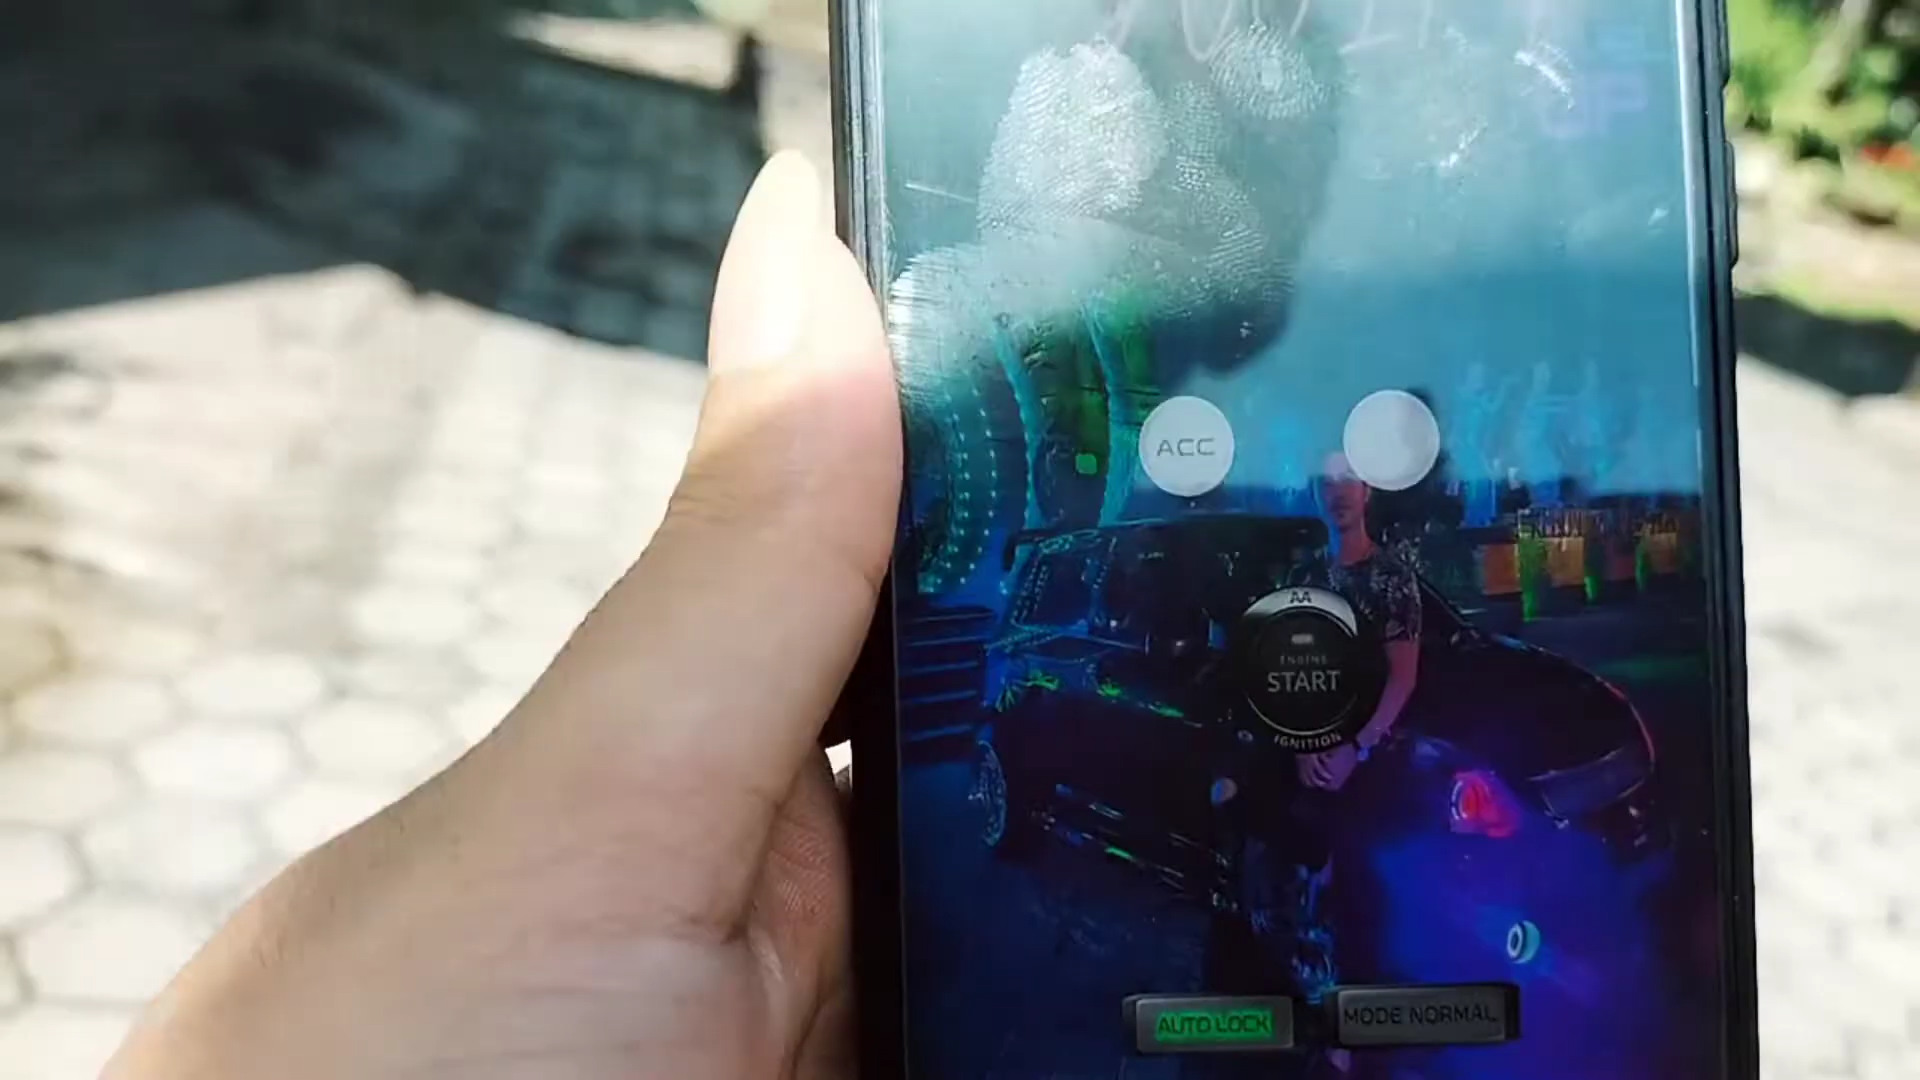 ACC
AA
ENGINE
START
IGNITION
AUTO LOCK
MODE NORMAL